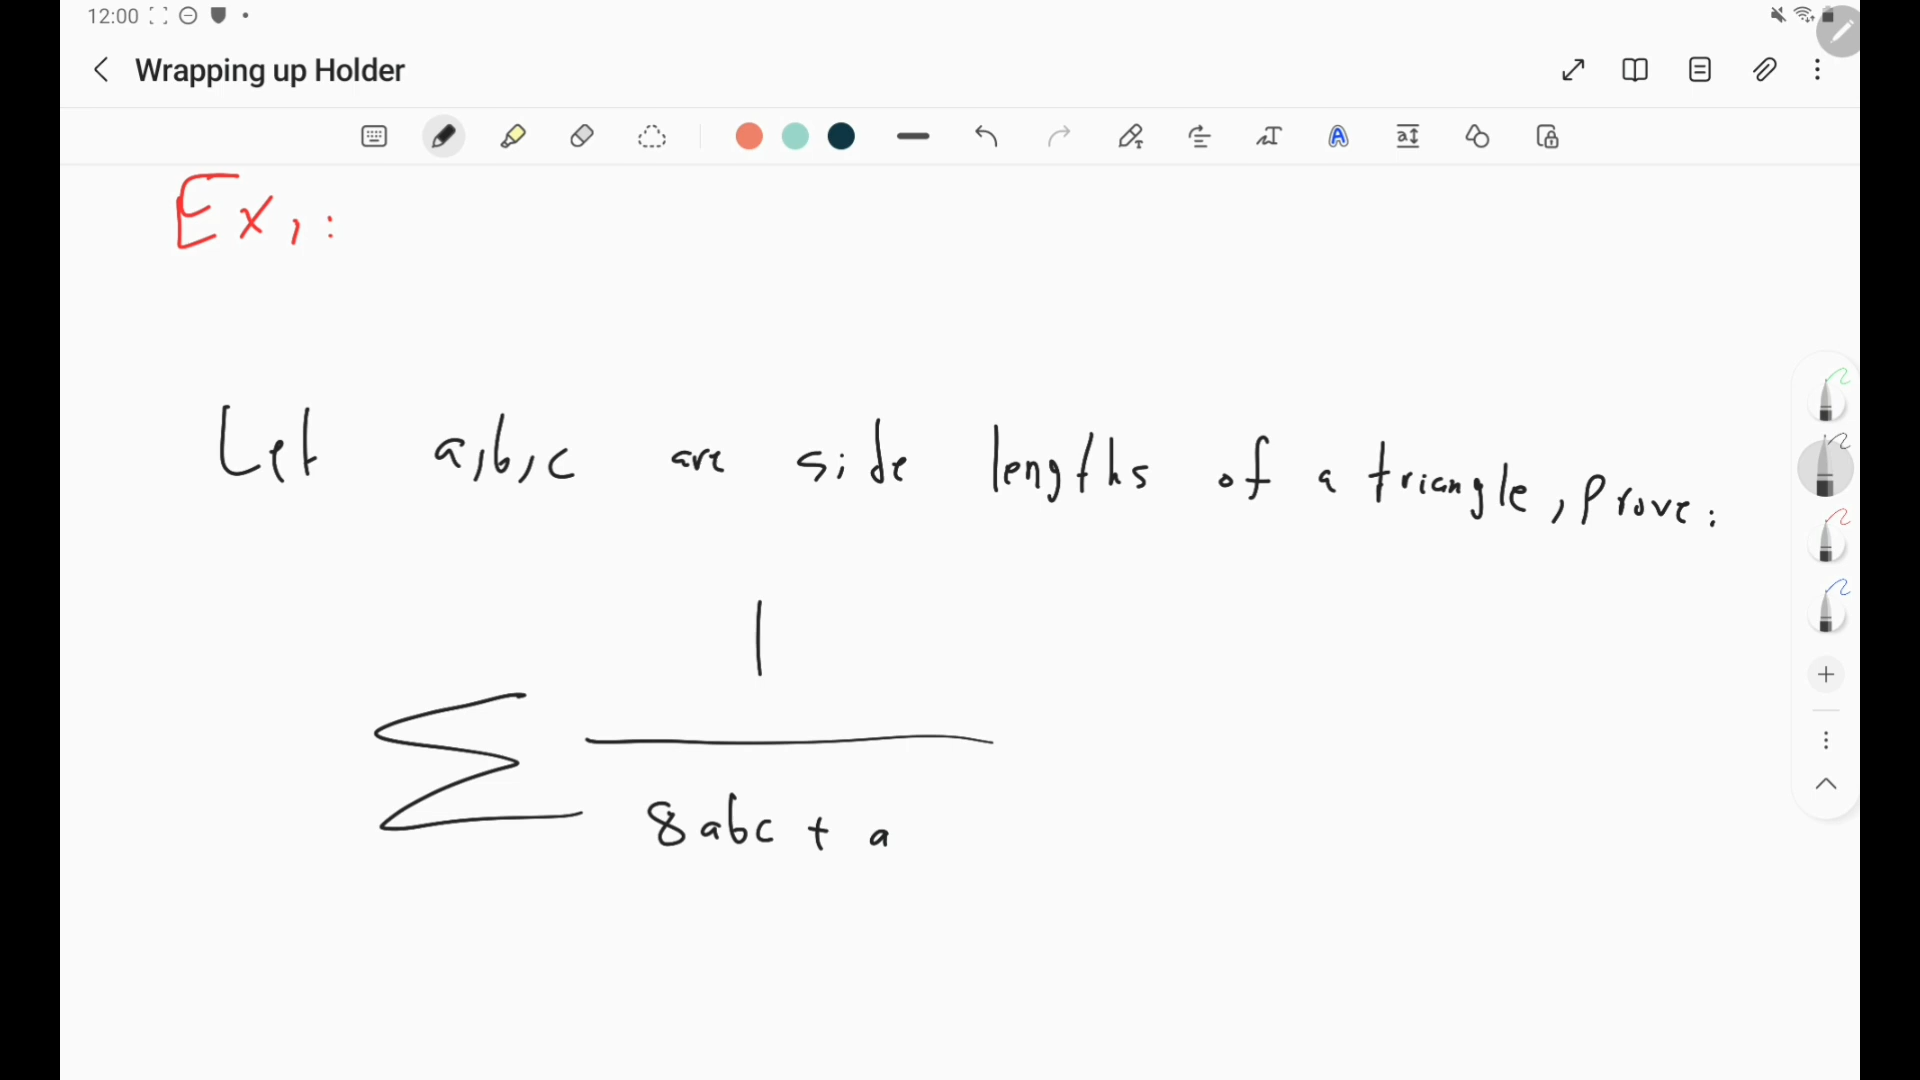 12:00
Wrapping up Holder
Ex,:
Let a,b,c are side lengths of a triangle, prove:
∑ 1
8abc + a